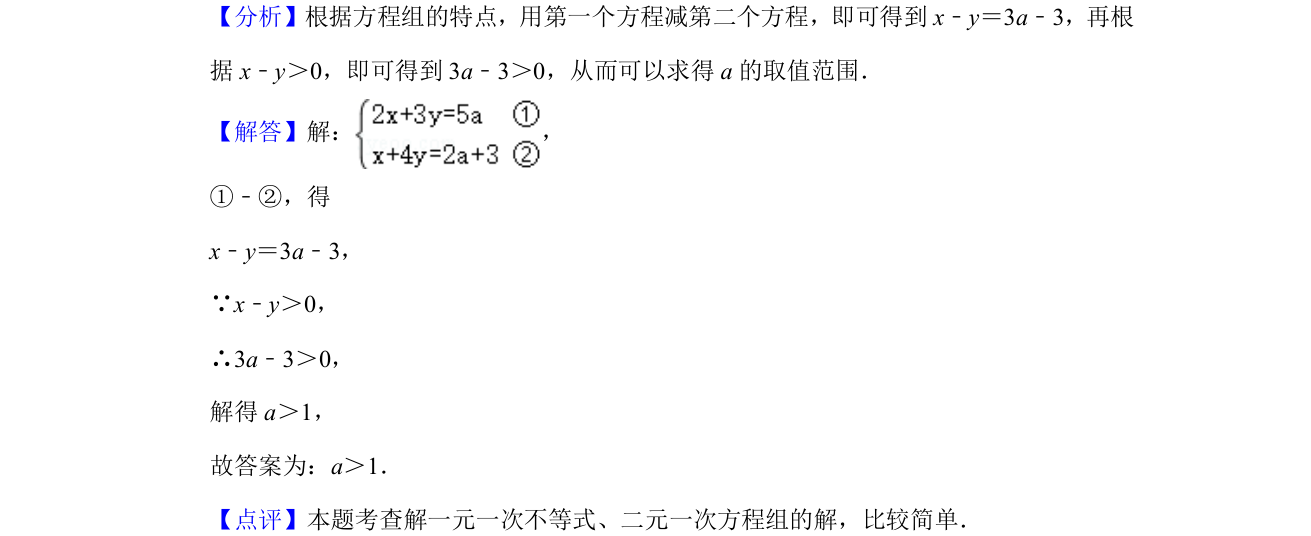 【分析】根据方程组的特点，用第一个方程减第二个方程，即可得到 x﹣y＝3a﹣3，再根
据 x﹣y＞0，即可得到 3a﹣3＞0，从而可以求得 a 的取值范围．
【解答】解：{2x+3y=5a ①
x+4y=2a+3 ②，
①﹣②，得
x﹣y＝3a﹣3，
∵x﹣y＞0，
∴3a﹣3＞0，
解得 a＞1，
故答案为：a＞1．
【点评】本题考查解一元一次不等式、二元一次方程组的解，比较简单．